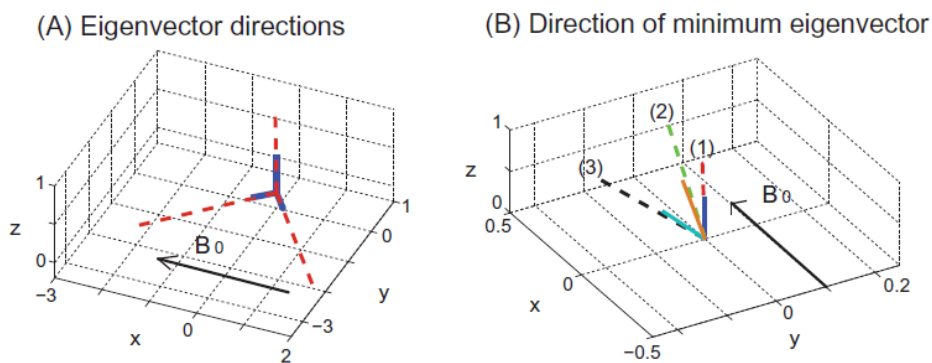 (A) Eigenvector directions
1
z
0
−3
x
0
2
−3
y
0
1
B 0
(B) Direction of minimum eigenvector
1
z
0
0.5
x
0
−0.5
0
y
0.2
(1)
(2)
(3)
B 0